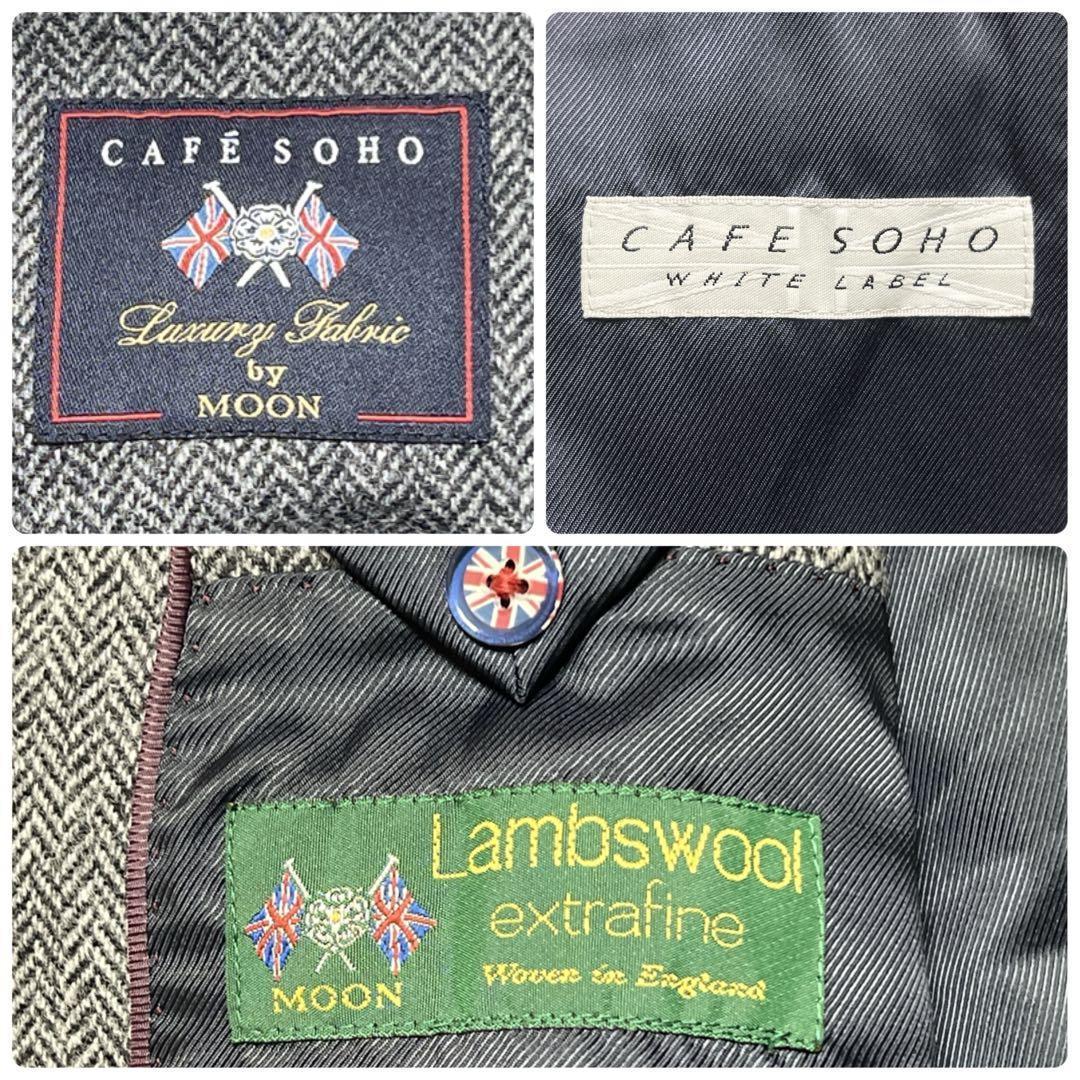 CAFÉ SOHO
Luxury Fabric
by
MOON
CAFE SOHO
WHITE LABEL
Lambswool
extrafine
Woven in England
MOON